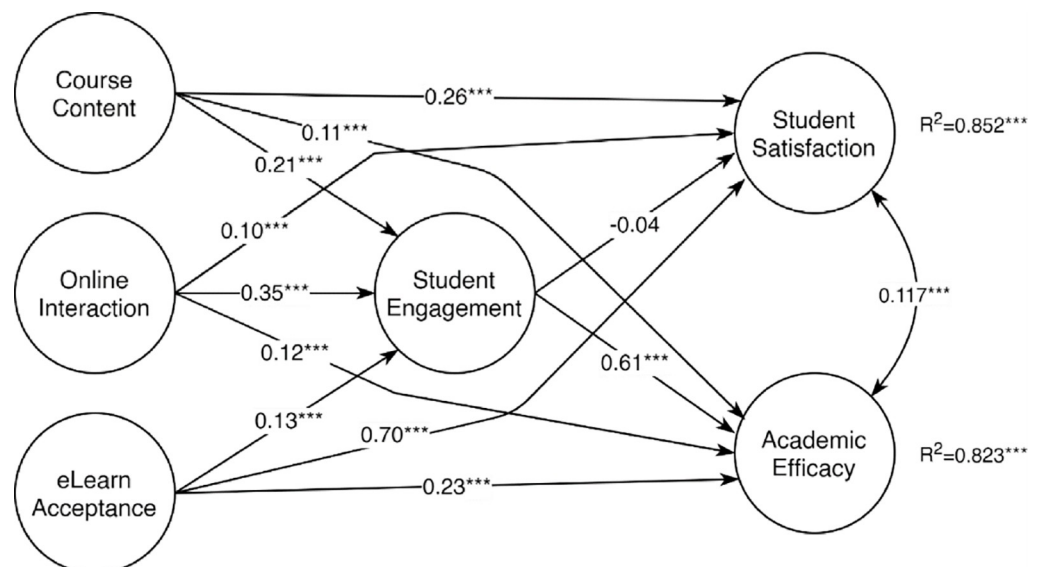 Course
Content
0.26***
Student
Satisfaction
R²=0.852***
0.11***
0.21***
0.10***
-0.04
Online
Interaction
0.35***
Student
Engagement
0.117***
0.12***
0.61***
0.13***
0.70***
eLearn
Acceptance
0.23***
Academic
Efficacy
R²=0.823***